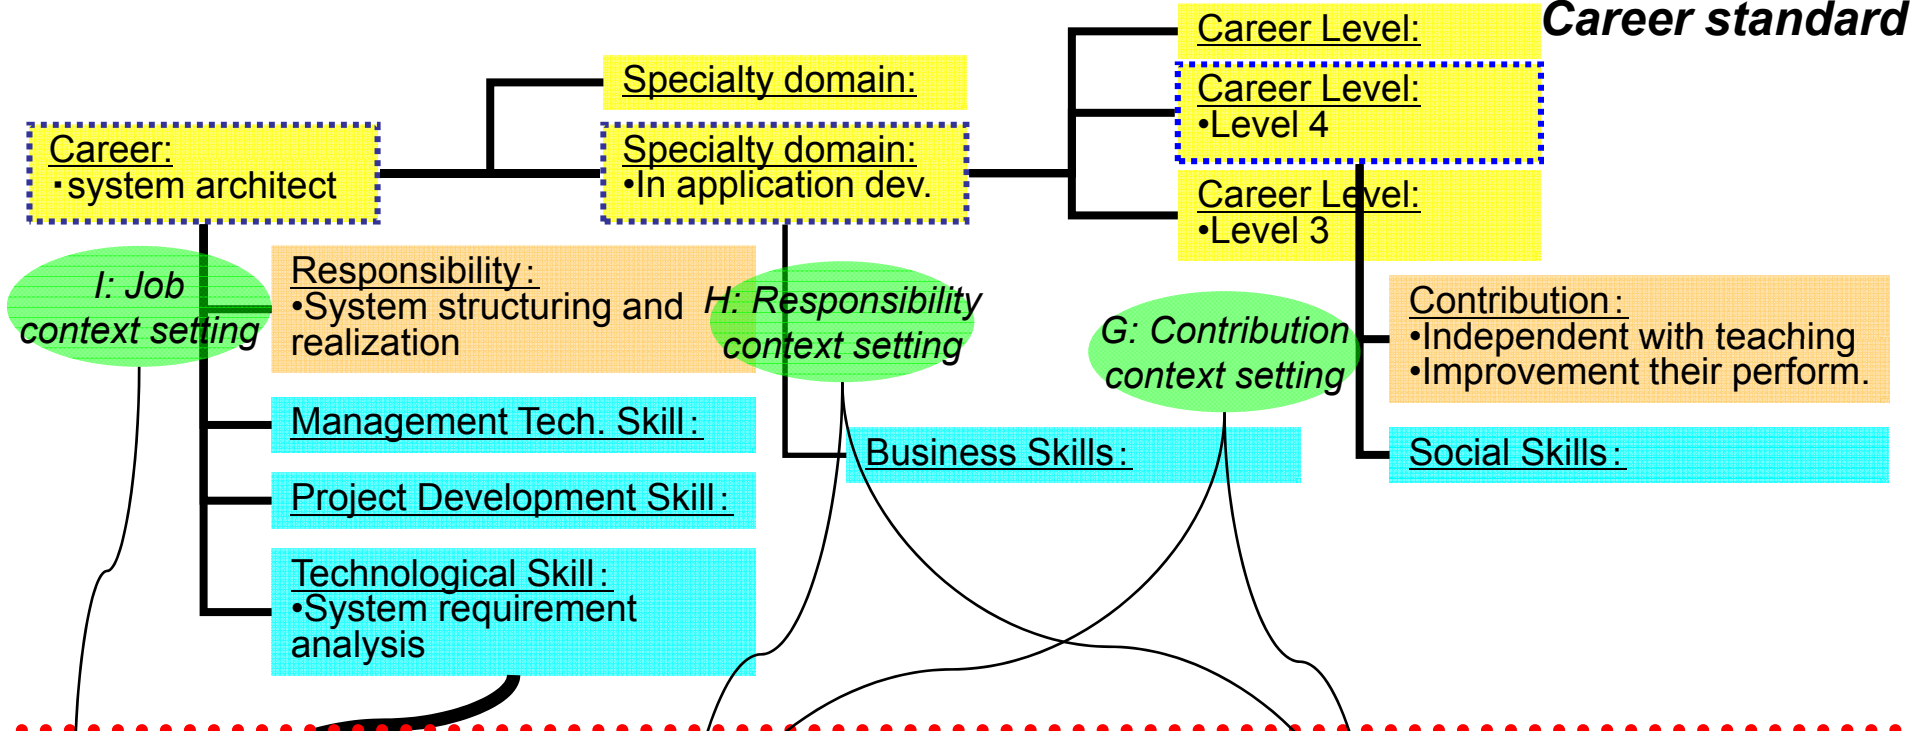 Career standard
Career Level:
Career Level:
•Level 4
Career Level:
•Level 3
Specialty domain:
Specialty domain:
•In application dev.
Career:
・system architect
I: Job
context setting
Responsibility:
•System structuring and
realization
H: Responsibility
context setting
G: Contribution
context setting
Contribution:
•Independent with teaching
•Improvement their perform.
Management Tech. Skill:
Business Skills:
Social Skills:
Project Development Skill:
Technological Skill:
•System requirement
analysis